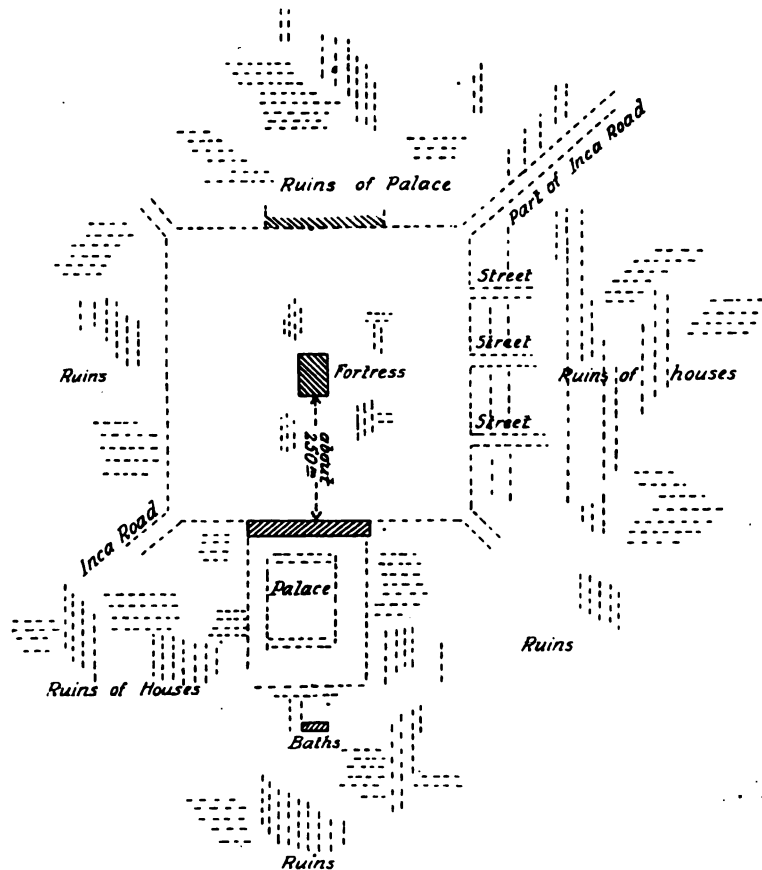 Ruins of Palace
Part of Inca Road
Street
Street
Ruins
Fortress
Ruins of houses
Street
about
250 m
Inca Road
Palace
Ruins
Ruins of Houses
Baths
Ruins